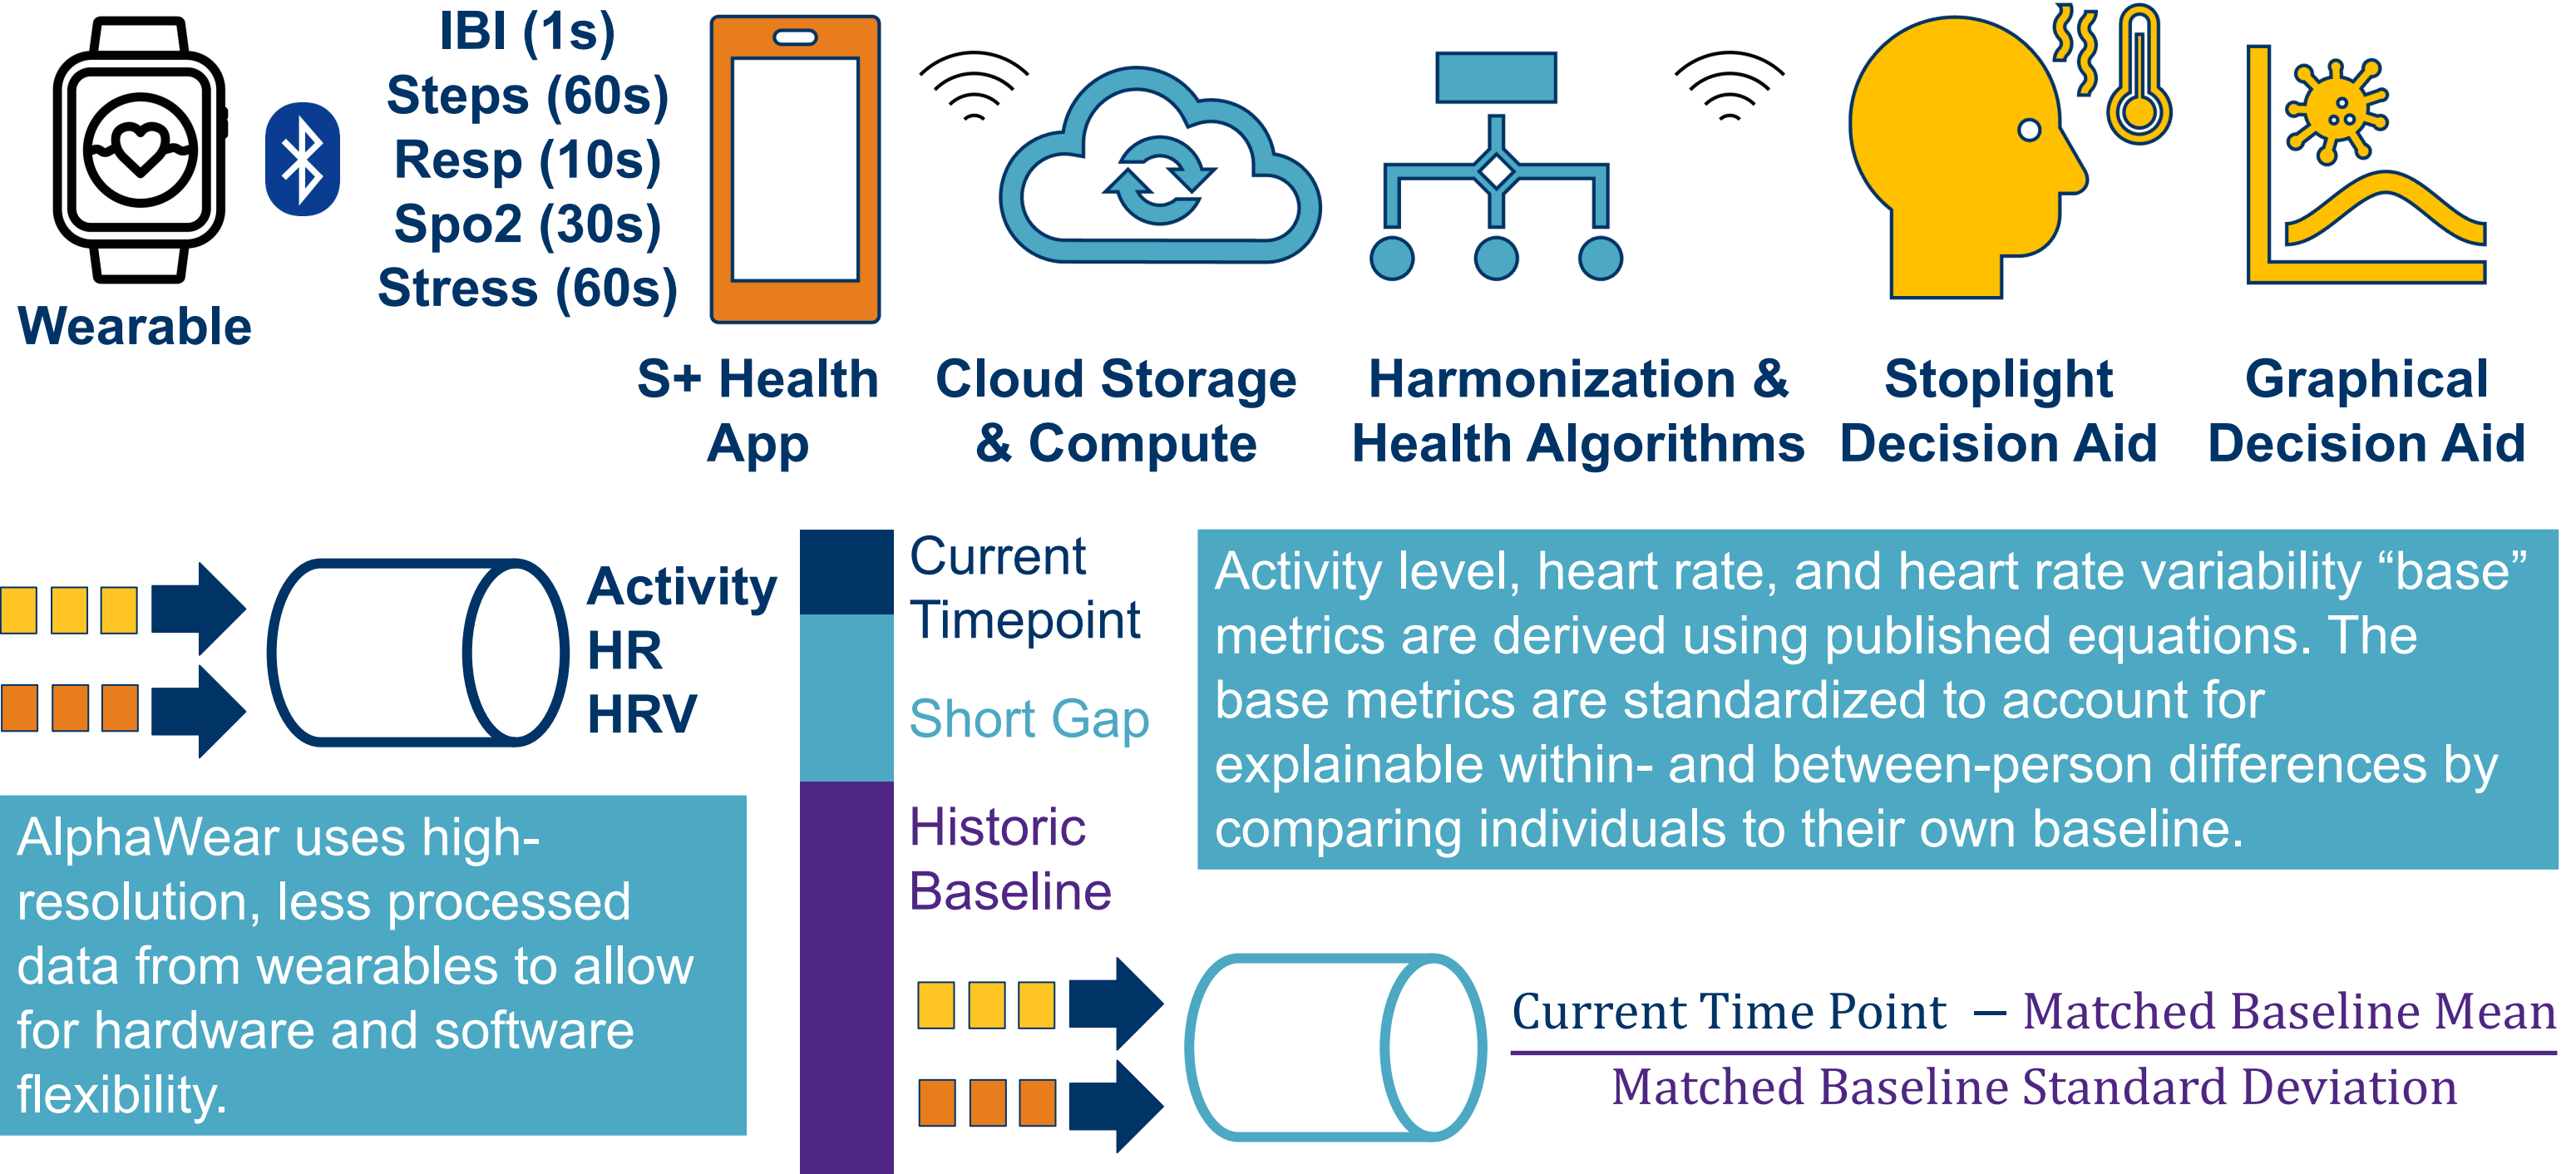 IBI (1s)
Steps (60s)
Resp (10s)
Spo2 (30s)
Stress (60s)
Wearable
S+ Health
App
Cloud Storage
& Compute
Harmonization &
Health Algorithms
Stoplight
Decision Aid
Graphical
Decision Aid
Activity
HR
HRV
AlphaWear uses high-
resolution, less processed
data from wearables to allow
for hardware and software
flexibility.
Current
Timepoint
Short Gap
Historic
Baseline
Activity level, heart rate, and heart rate variability “base”
metrics are derived using published equations. The
base metrics are standardized to account for
explainable within- and between-person differences by
comparing individuals to their own baseline.
Current Time Point − Matched Baseline Mean
Matched Baseline Standard Deviation